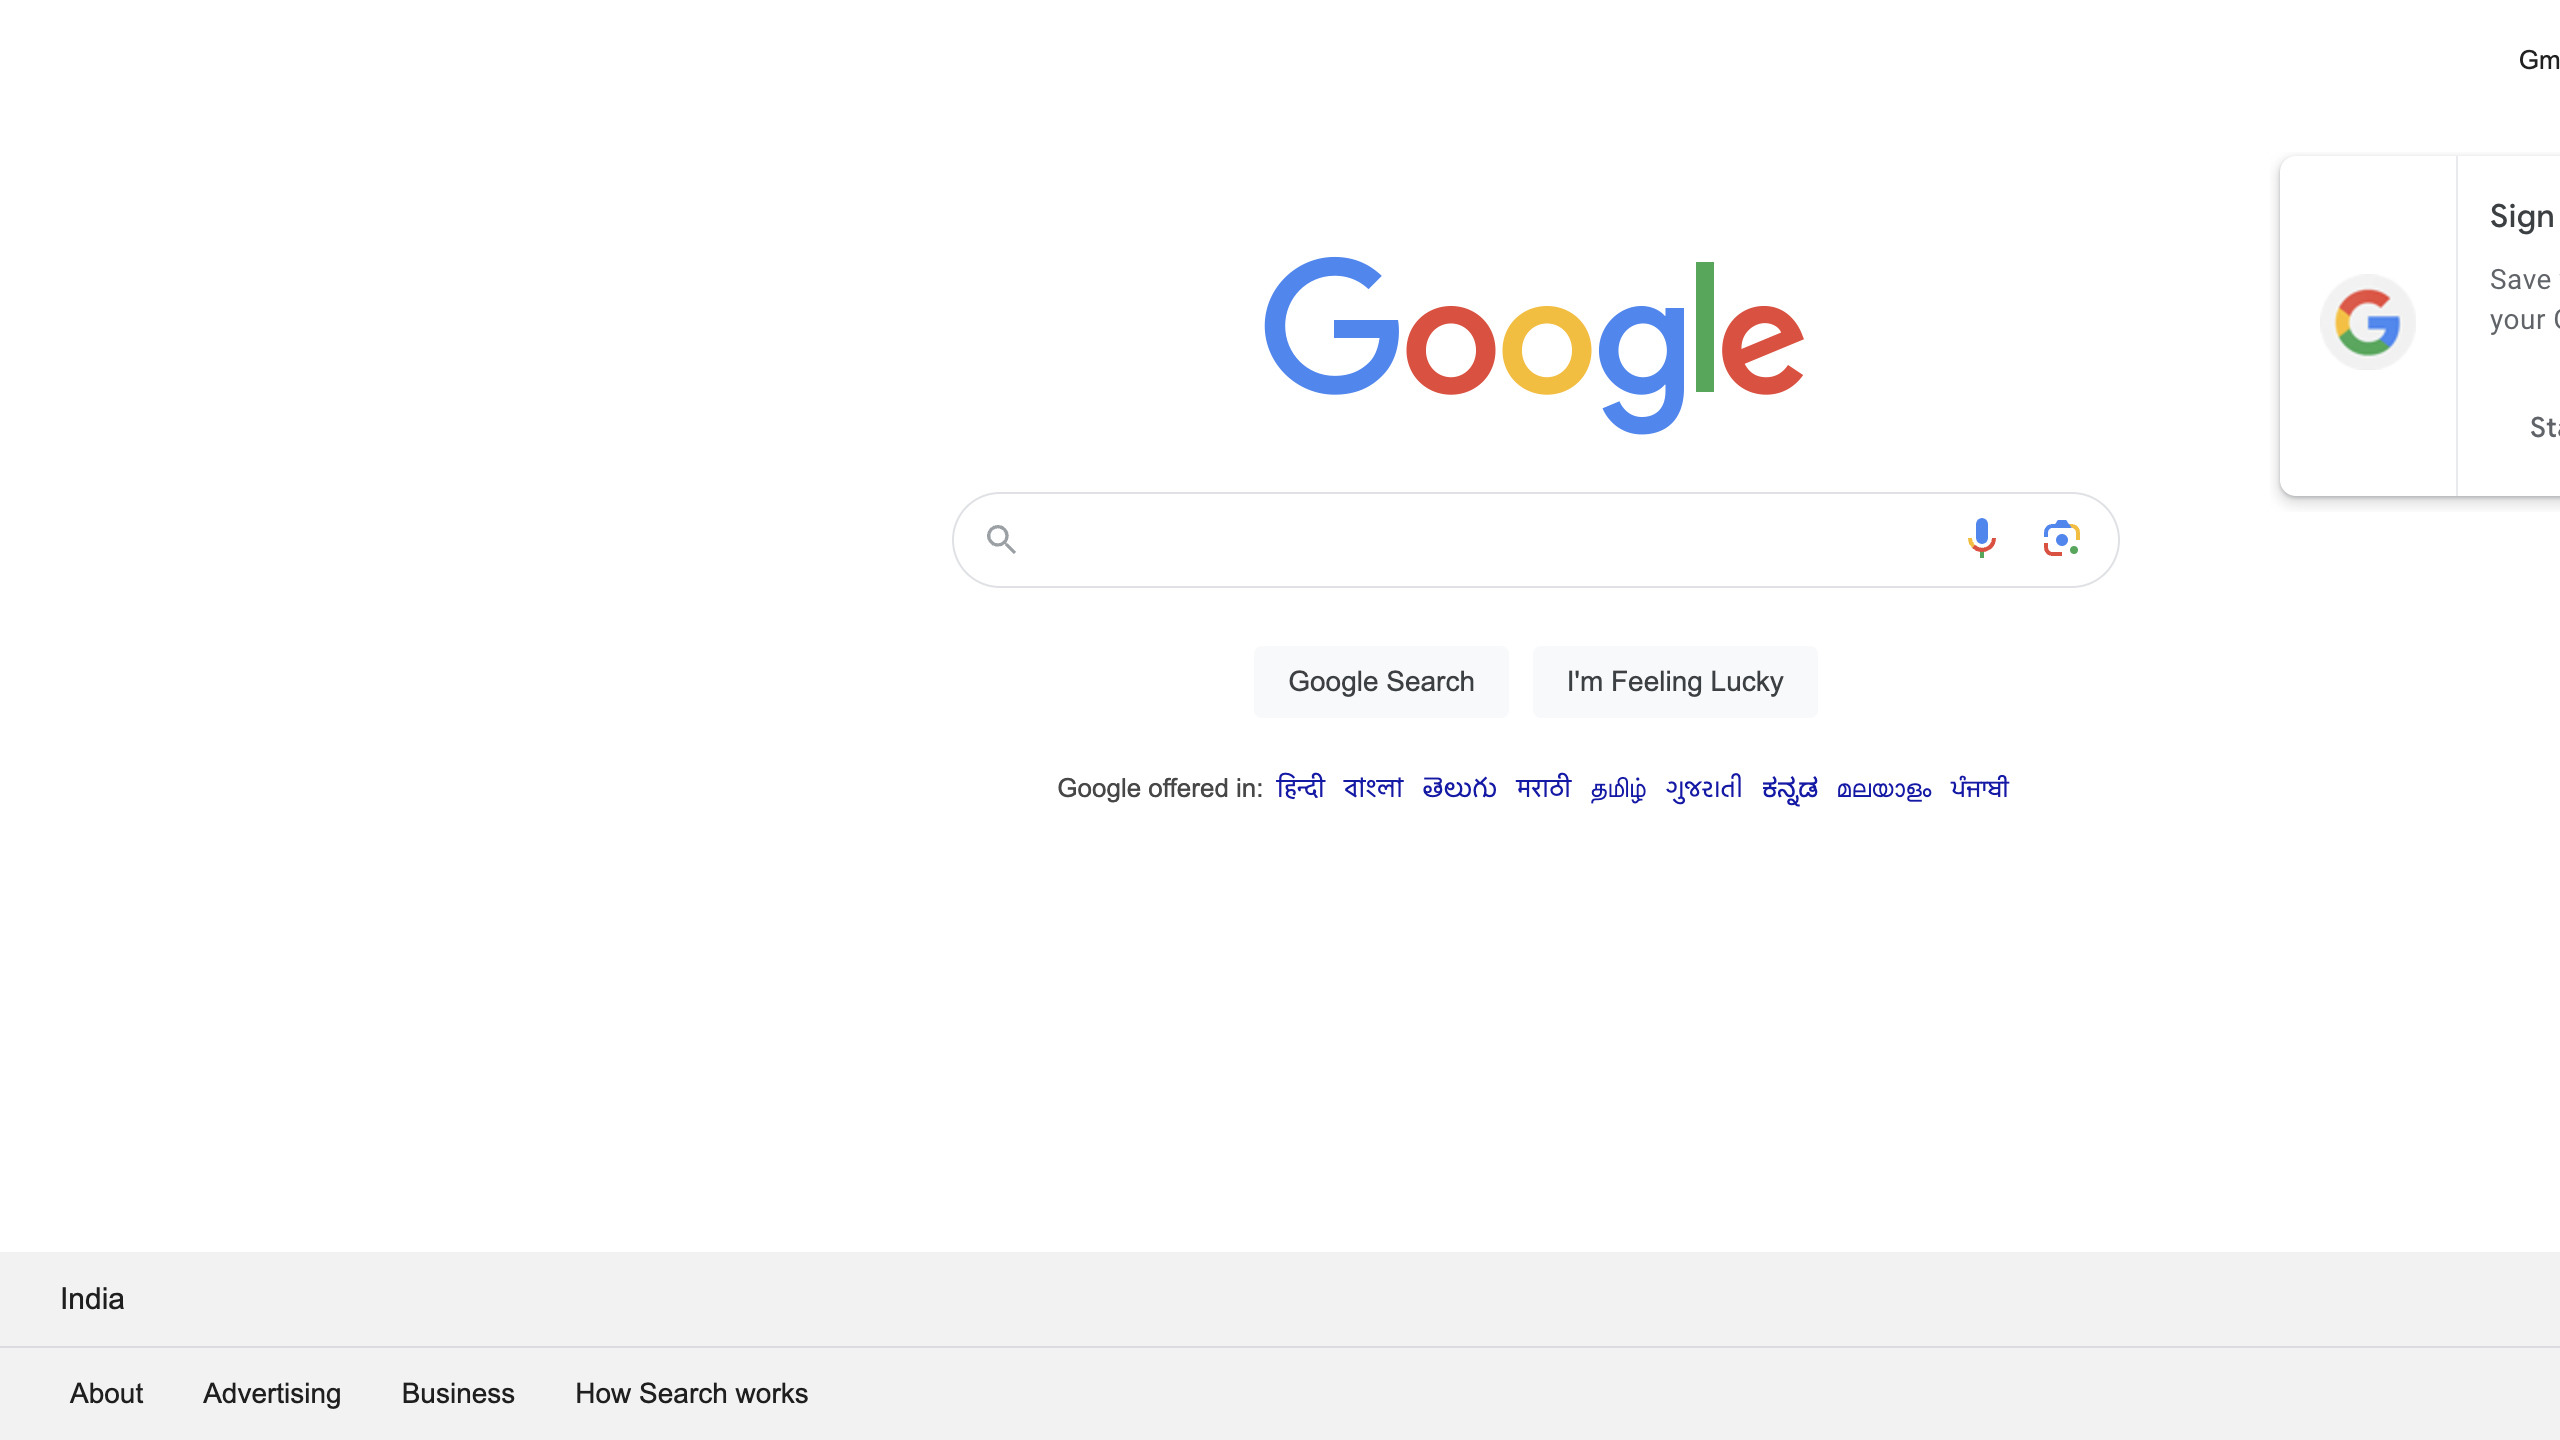 Gm
Sign
Save
your
Google
Google Search
I'm Feeling Lucky
Google offered in: हिन्दी বাংলা తెలుగు मराठी தமிழ் ગુજરાતી ಕನ್ನಡ മലയാളം ਪੰਜਾਬੀ
India
About Advertising Business How Search works